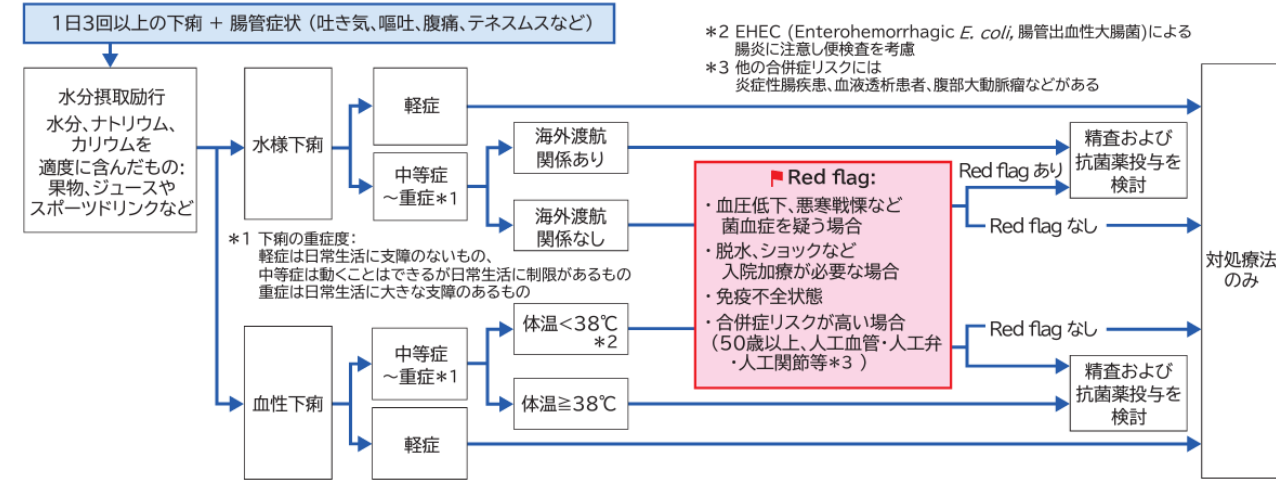 1日3回以上の下痢 + 腸管症状 (吐き気、嘔吐、腹痛、テネスムスなど)
水分摂取励行
水分、ナトリウム、
カリウムを
適度に含んだもの:
果物、ジュースや
スポーツドリンクなど
水様下痢
軽症
中等症
～重症*1
海外渡航
関係あり
海外渡航
関係なし
*1 下痢の重症度:
軽症は日常生活に支障のないもの、
中等症は動くことはできるが日常生活に制限があるもの
重症は日常生活に大きな支障のあるもの
血性下痢
中等症
～重症*1
軽症
体温<38℃
*2
体温≧38℃
*2 EHEC (Enterohemorrhagic E. coli, 腸管出血性大腸菌)による
腸炎に注意し便検査を考慮
*3 他の合併症リスクには
炎症性腸疾患、血液透析患者、腹部大動脈瘤などがある
Red flag:
・血圧低下、悪寒戦慄など
菌血症を疑う場合
・脱水、ショックなど
入院加療が必要な場合
・免疫不全状態
・合併症リスクが高い場合
(50歳以上、人工血管・人工弁
・人工関節等*3 )
Red flag あり
精査および
抗菌薬投与を
検討
Red flag なし
Red flag なし
精査および
抗菌薬投与を
検討
対処療法
のみ